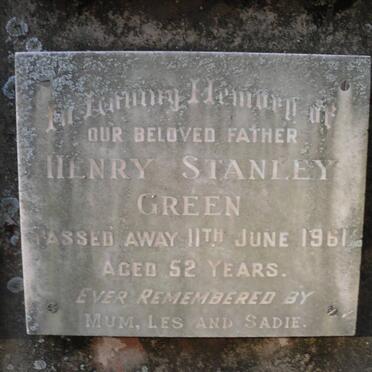 In Loving Memory of
OUR BELOVED FATHER
HENRY STANLEY
GREEN
PASSED AWAY 11TH JUNE 1961
AGED 52 YEARS.
EVER REMEMBERED BY
MUM, LES AND SADIE.